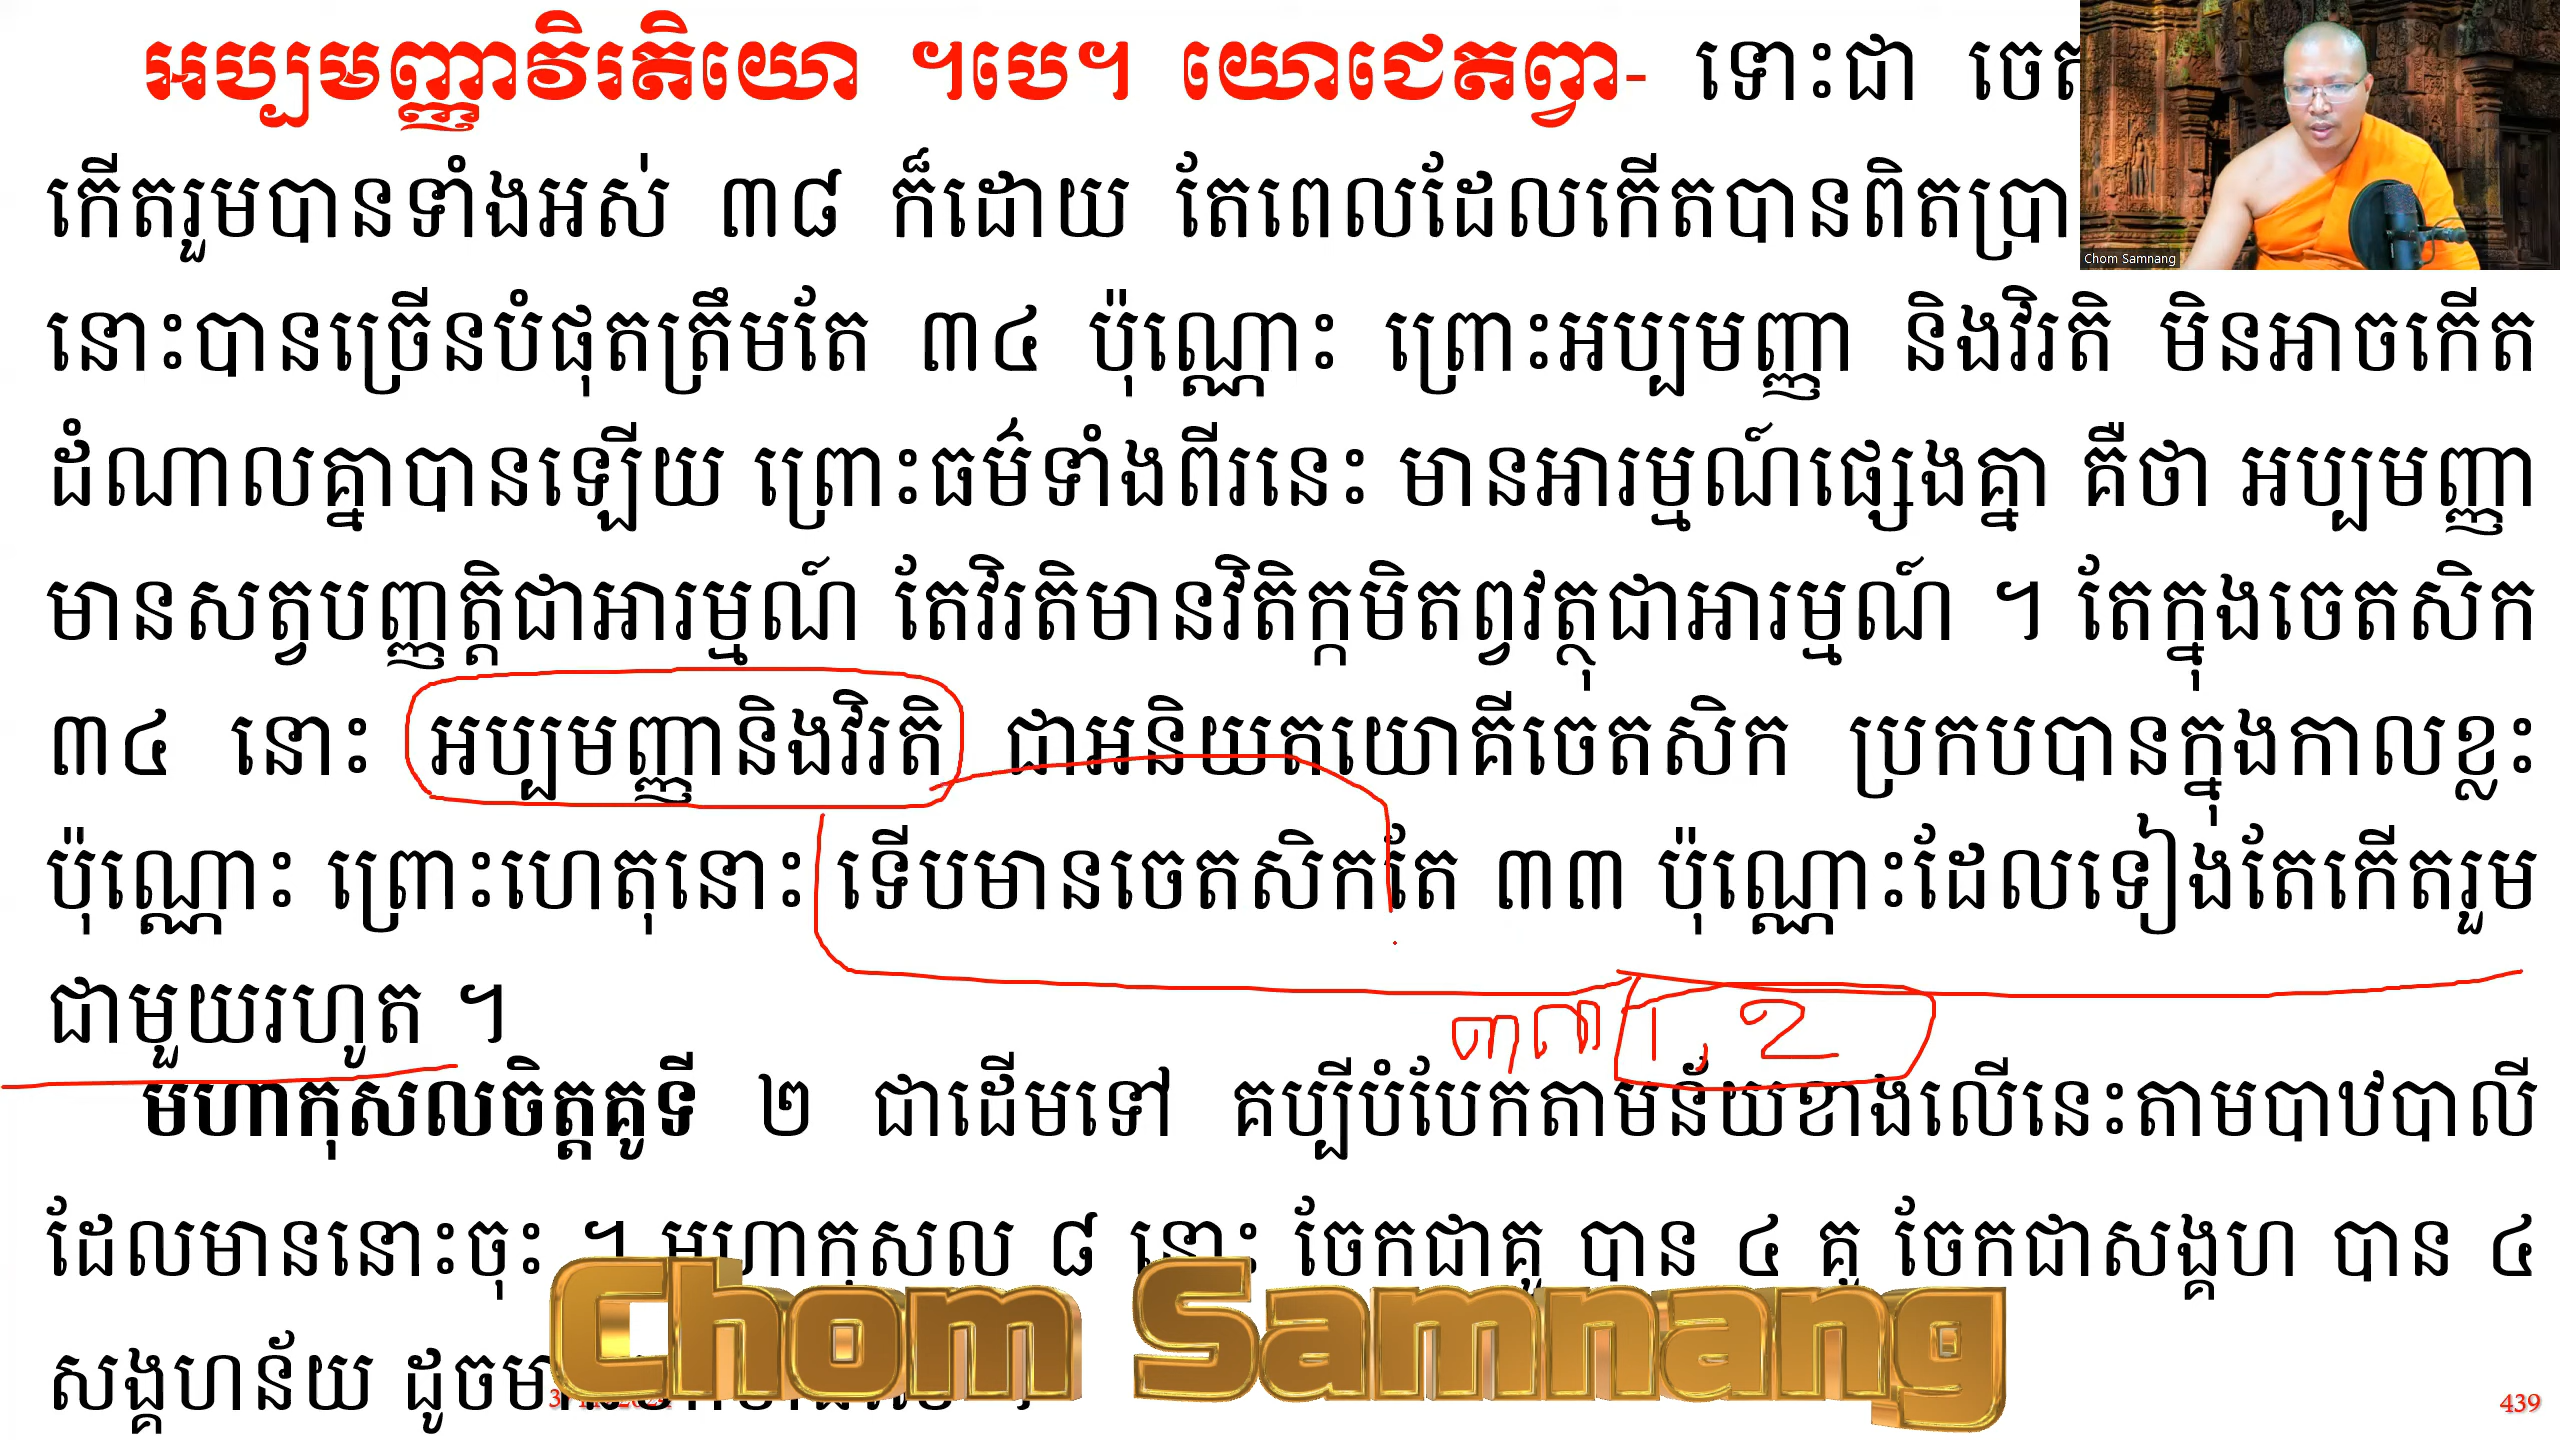 អប្បមញ្ញាវិរតិយោ ។បេ។ យោជេតព្វា- ទោះជា
Chom Samnang
កើតរួមបានទាំងអស់ ៣៨ ក៏ដោយ តែពេលដែលកើតបានពិតប្រា
នោះបានច្រើនបំផុតត្រឹមតែ ៣៤ ប៉ុណ្ណោះ ព្រោះអប្បមញ្ញា និងវិរតិ មិនអាចកើត
ដំណាលគ្នាបានឡើយ ព្រោះធម៌ទាំងពីរនេះ មានអារម្មណ៍ផ្សេងគ្នា គឺថា អប្បមញ្ញា
មានសត្វបញ្ញត្តិជាអារម្មណ៍ តែវិរតិមានវិតិក្កមិតព្វវត្ថុជាអារម្មណ៍ ។ តែក្នុងចេតសិក
៣៤ នោះ អប្បមញ្ញានិងវិរតិ ជាអនិយតយោគីចេតសិក ប្រកបបានក្នុងកាលខ្លះ
ប៉ុណ្ណោះ ព្រោះហេតុនោះ ទើបមានចេតសិកតែ ៣៣ ប៉ុណ្ណោះដែលទៀងតែកើតរួម
ជាមួយរហូត ។
1, 2
មហាកុសលចិត្តគូទី ២ ជាដើមទៅ គប្បីបំបែកតាមន័យខាងលើនេះតាមបាឋបាលី
ដែលមាននោះចុះ ។ មហាកុសល ៨ នោះ ចែកជាគូ បាន ៤ គូ ចែកជាសង្គហ បាន ៤
សង្គហន័យ
Chom Samnang
439